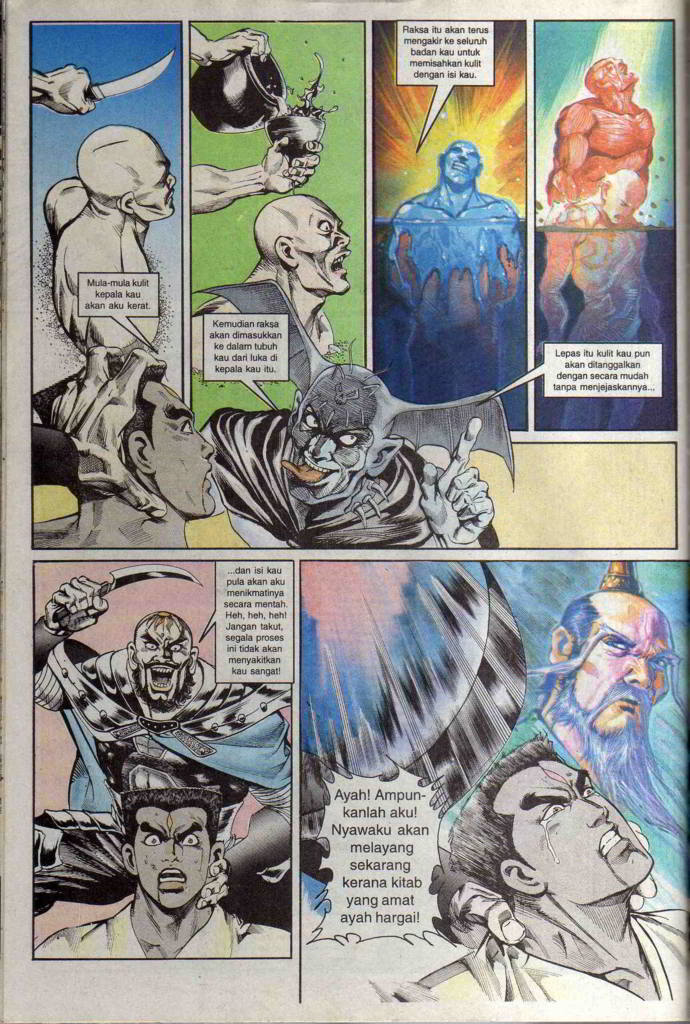 Mula-mula kulit
kepala kau
akan aku kerat.
Kemudian raksa
akan dimasukkan
ke dalam tubuh
kau dari luka di
kepala kau itu.
Raksa itu akan terus
mengakir ke seluruh
badan kau untuk
memisahkan kulit
dengan isi kau.
Lepas itu kulit kau pun
akan ditanggalkan
dengan secara mudah
tanpa menjejaskannya...
...dan isi kau
pula akan aku
menikmatinya
secara mentah.
Heh, heh, heh!
Jangan takut,
segala proses
ini tidak akan
menyakitkan
kau sangat!
Ayah! Ampun-
kanlah aku!
Nyawaku akan
melayang
sekarang
kerana kitab
yang amat
ayah hargai!